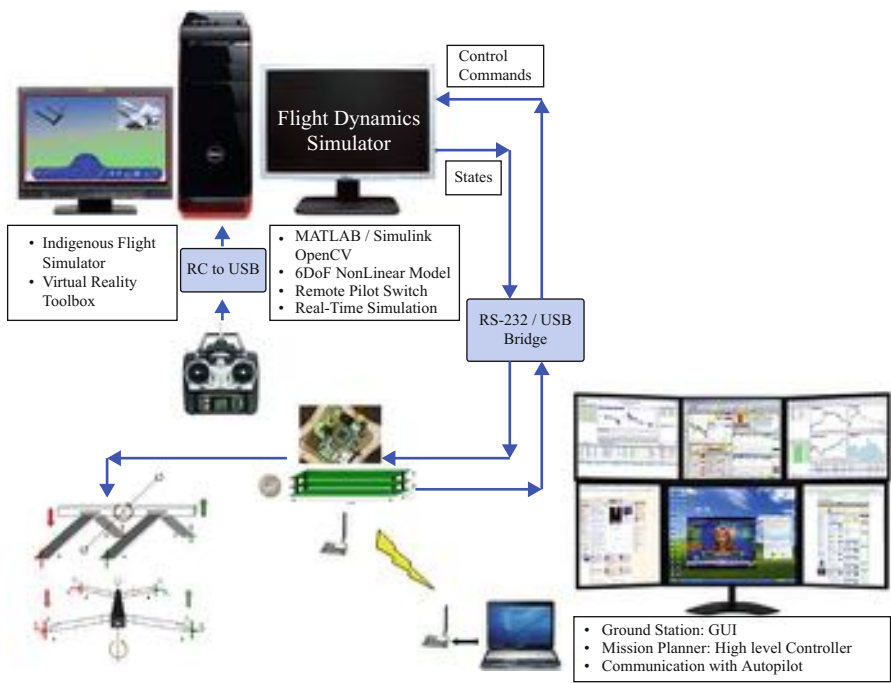 Control
Commands
Flight Dynamics
Simulator
DELL
States
• Indigenous Flight
Simulator
• Virtual Reality
Toolbox
RC to USB
• MATLAB / Simulink
OpenCV
• 6DoF NonLinear Model
• Remote Pilot Switch
• Real-Time Simulation
RS-232 / USB
Bridge
• Ground Station: GUI
• Mission Planner: High level Controller
• Communication with Autopilot